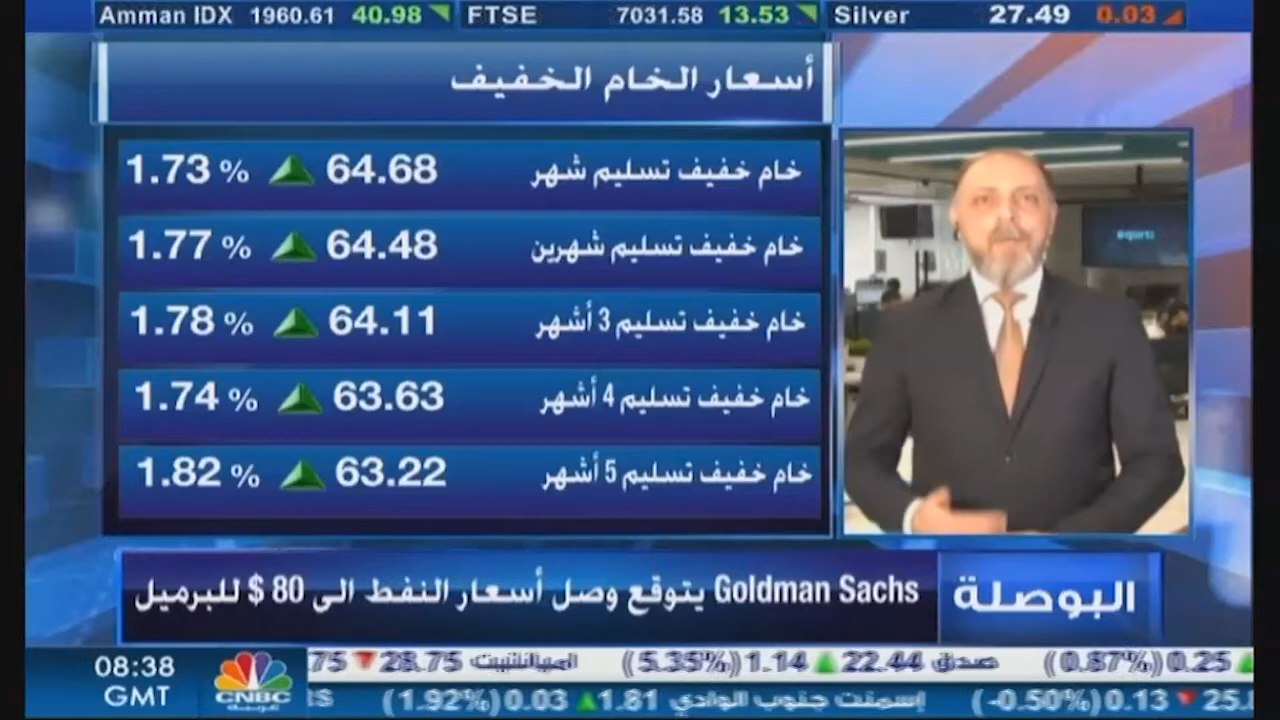 Amman IDX 1960.61 40.98 FTSE 7031.58 13.53 Silver 27.49 0.03
أسعار الخام الخفيف
خام خفيف تسليم شهر 64.68 1.73 %
خام خفيف تسليم شهرين 64.48 1.77 %
خام خفيف تسليم 3 أشهر 64.11 1.78 %
خام خفيف تسليم 4 أشهر 63.63 1.74 %
خام خفيف تسليم 5 أشهر 63.22 1.82 %
equiti
البوصلة
Goldman Sachs يتوقع وصل أسعار النفط الى 80 $ للبرميل
08:38
GMT
CNBC
عربية
.75 28.75 (5.35%) 1.14 22.44 صدق (0.87%) 0.25
(1.92%) 0.03 1.81 إسمنت جنوب الوادي (-0.50%) 0.13 25.8